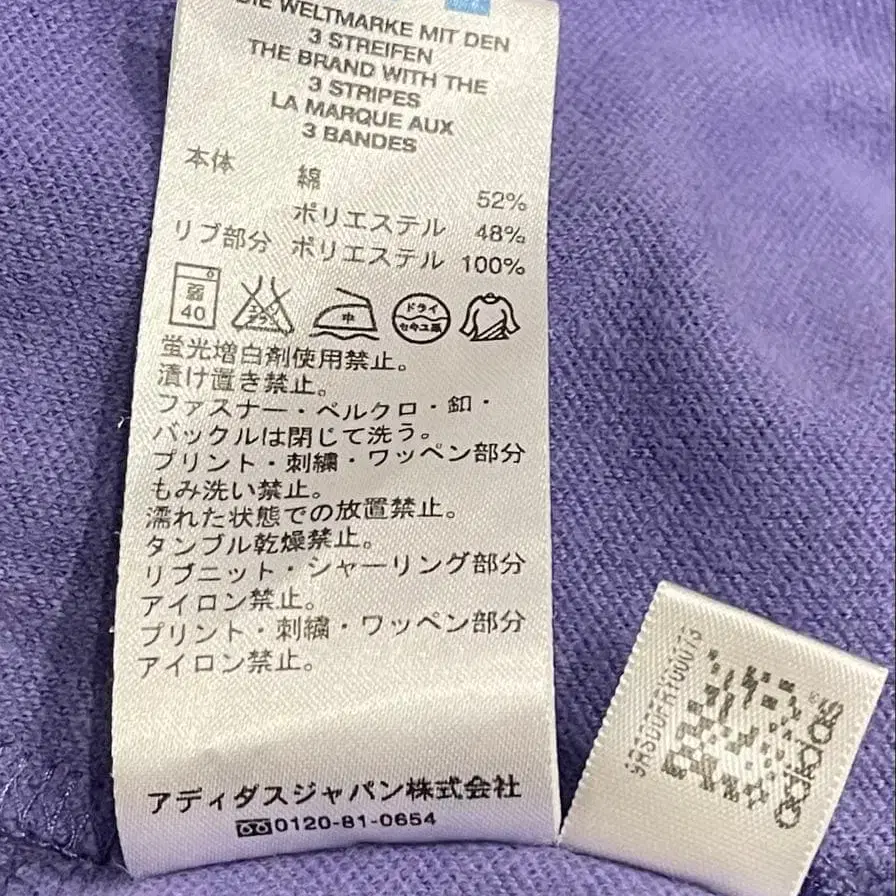 DIE WELTMARKE MIT DEN
3 STREIFEN
THE BRAND WITH THE
3 STRIPES
LA MARQUE AUX
3 BANDES
本体 綿 52%
ポリエステル 48%
リブ部分 ポリエステル 100%
弱 40 中 ドライ セキユ系
蛍光増白剤使用禁止。
漬け置き禁止。
ファスナー・ベルクロ・釦・
バックルは閉じて洗う。
プリント・刺繍・ワッペン部分
もみ洗い禁止。
濡れた状態での放置禁止。
タンブル乾燥禁止。
リブニット・シャーリング部分
アイロン禁止。
プリント・刺繍・ワッペン部分
アイロン禁止。
アディダスジャパン株式会社
0120-81-0654
adidas